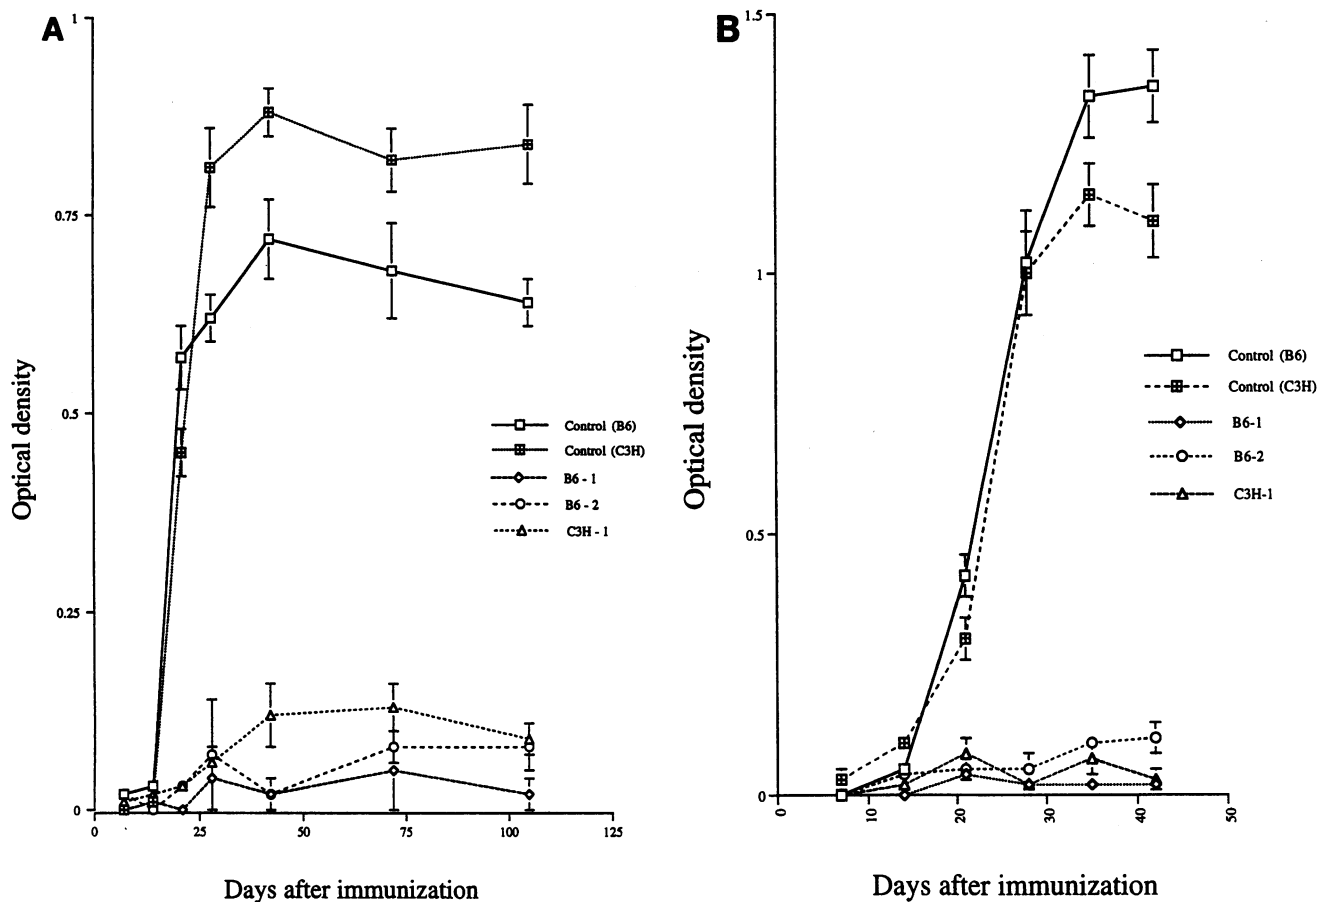 A
1
0.75
0.5
0.25
0
0
25
50
75
100
125
Optical density
Days after immunization
Control (B6)
Control (C3H)
B6 - 1
B6 - 2
C3H - 1
B
1.5
1
0.5
0
0
10
20
30
40
50
Optical density
Days after immunization
Control (B6)
Control (C3H)
B6-1
B6-2
C3H-1